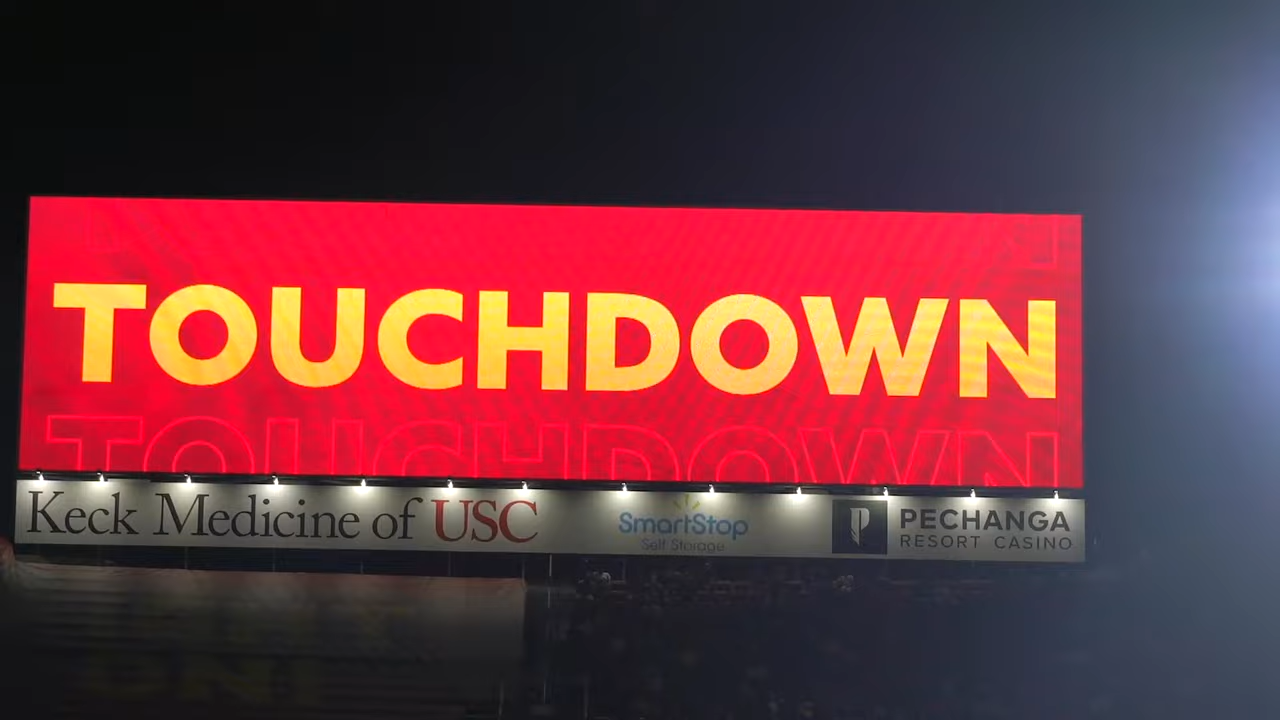 TOUCHDOWN
TOUCHDOWN
Keck Medicine of USC
SmartStop
Self Storage
PECHANGA
RESORT CASINO